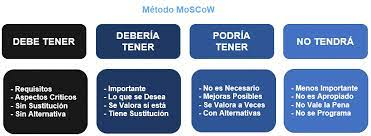 Método MoSCoW
DEBE TENER
DEBERÍA
TENER
PODRÍA
TENER
NO TENDRÁ
- Requisitos
- Aspectos Críticos
- Sin Sustitución
- Sin Alternativa
- Importante
- Lo que se Desea
- Se Valora si está
- Tiene Sustitución
- No es Necesario
- Mejoras Posibles
- Se Valora a Veces
- Con Alternativas
- Menos Importante
- No es Apropiado
- No Vale la Pena
- No se Programa